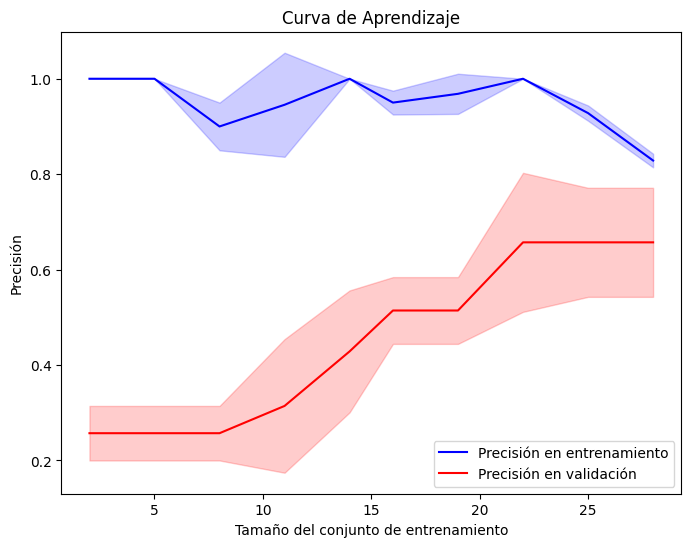 Curva de Aprendizaje
Precisión
1.0
0.8
0.6
0.4
0.2
5
10
15
20
25
Tamaño del conjunto de entrenamiento
Precisión en entrenamiento
Precisión en validación